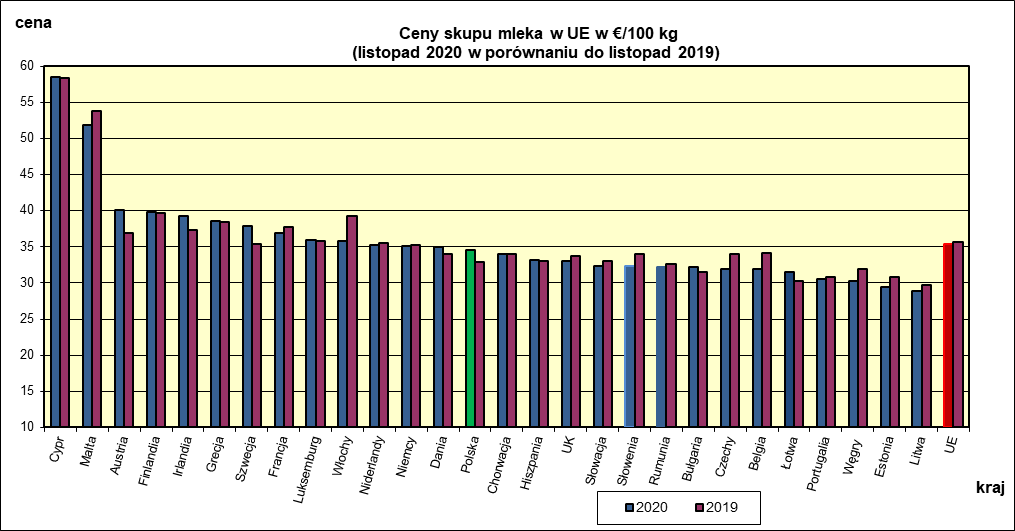 cena
Ceny skupu mleka w UE w €/100 kg
(listopad 2020 w porównaniu do listopad 2019)
60
55
50
45
40
35
30
25
20
15
10
Cypr
Malta
Austria
Finlandia
Irlandia
Grecja
Szwecja
Francja
Luksemburg
Włochy
Niderlandy
Niemcy
Dania
Polska
Chorwacja
Hiszpania
UK
Słowacja
Słowenia
Rumunia
Bułgaria
Czechy
Belgia
Łotwa
Portugalia
Węgry
Estonia
Litwa
UE
kraj
2020 2019